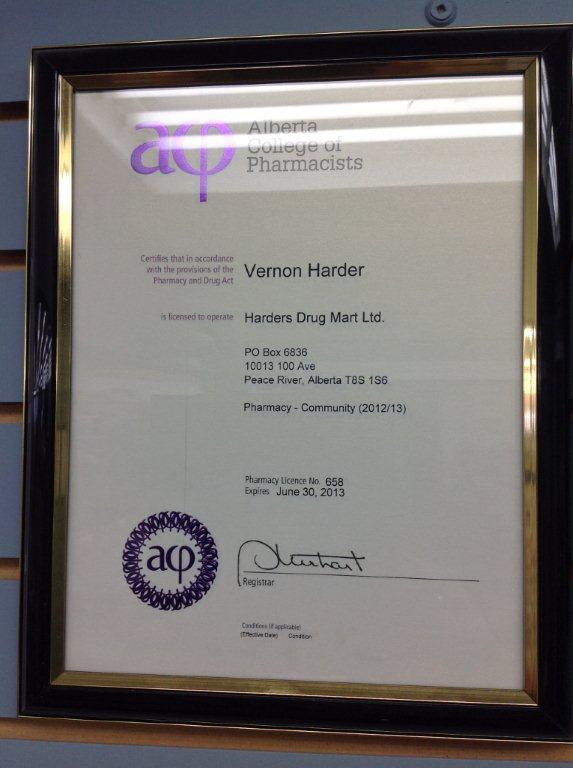 acp
Alberta
College of
Pharmacists
Certifies that in accordance
with the provisions of the
Pharmacy and Drug Act
Vernon Harder
is licensed to operate
Harders Drug Mart Ltd.
PO Box 6836
10013 100 Ave
Peace River, Alberta T8S 1S6
Pharmacy - Community (2012/13)
Pharmacy Licence No. 658
Expires June 30, 2013
acp
Registrar
Conditions (if applicable)
(Effective Date) Condition